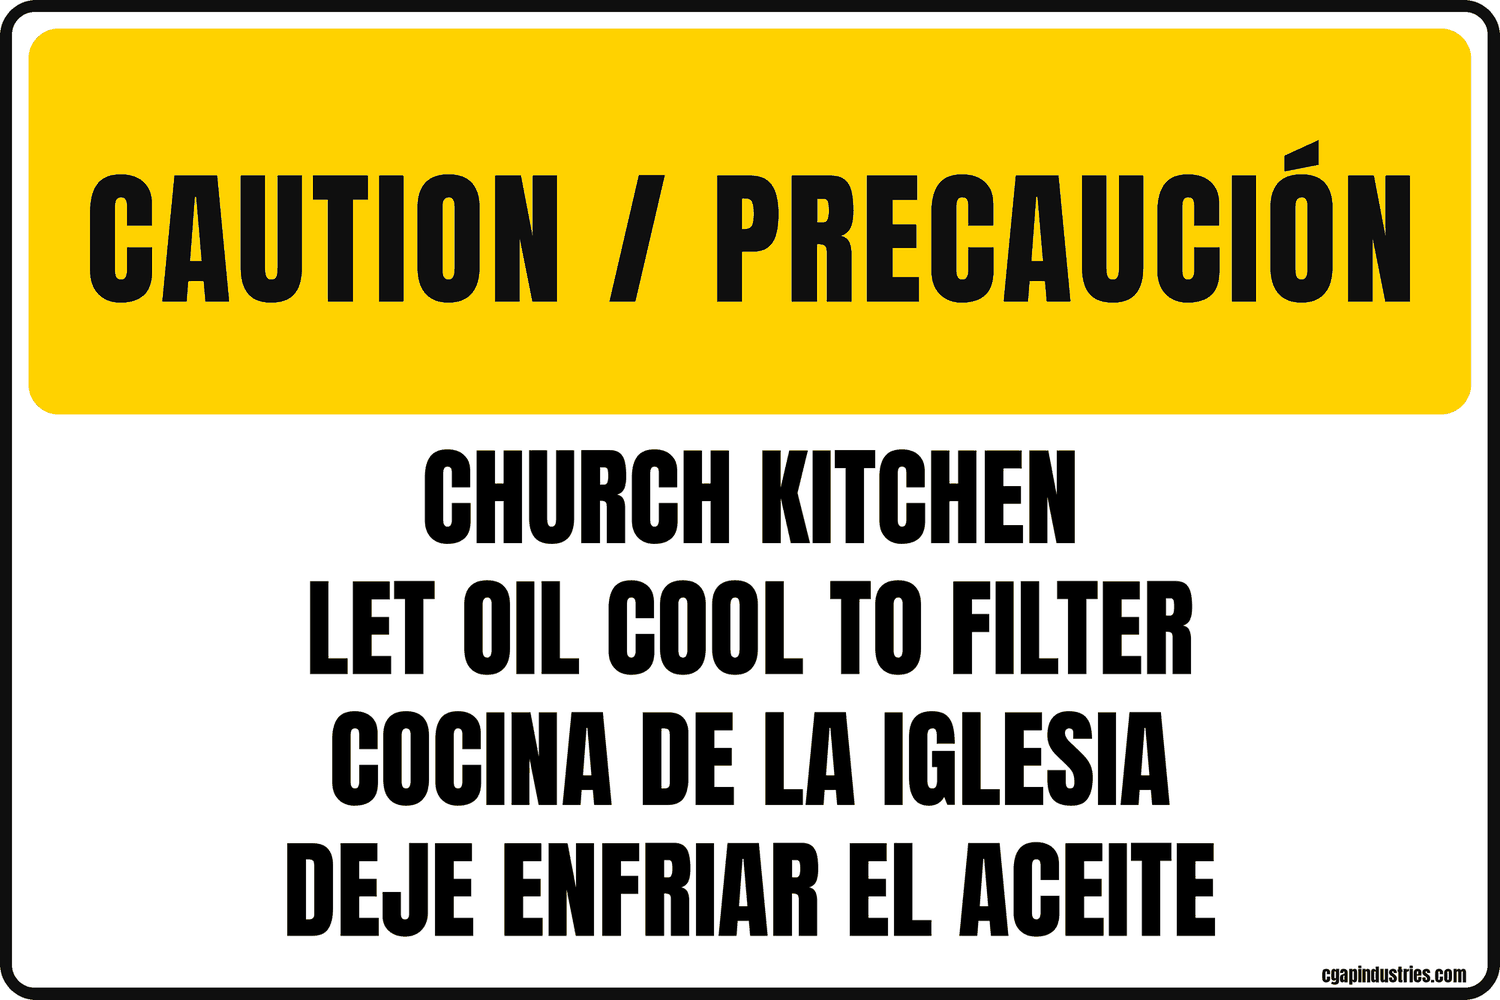 CAUTION / PRECAUCIÓN
CHURCH KITCHEN
LET OIL COOL TO FILTER
COCINA DE LA IGLESIA
DEJE ENFRIAR EL ACEITE
cgapindustries.com